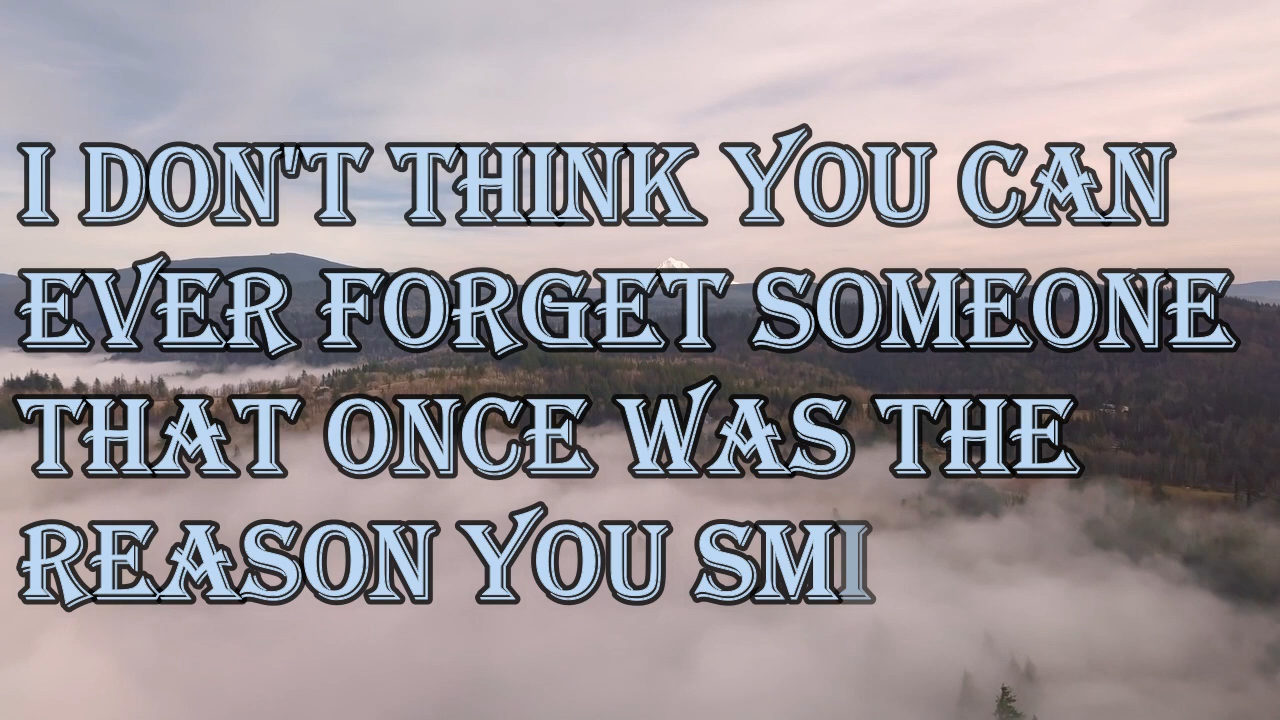 I DON'T THINK YOU CAN
EVER FORGET SOMEONE
THAT ONCE WAS THE
REASON YOU SMI